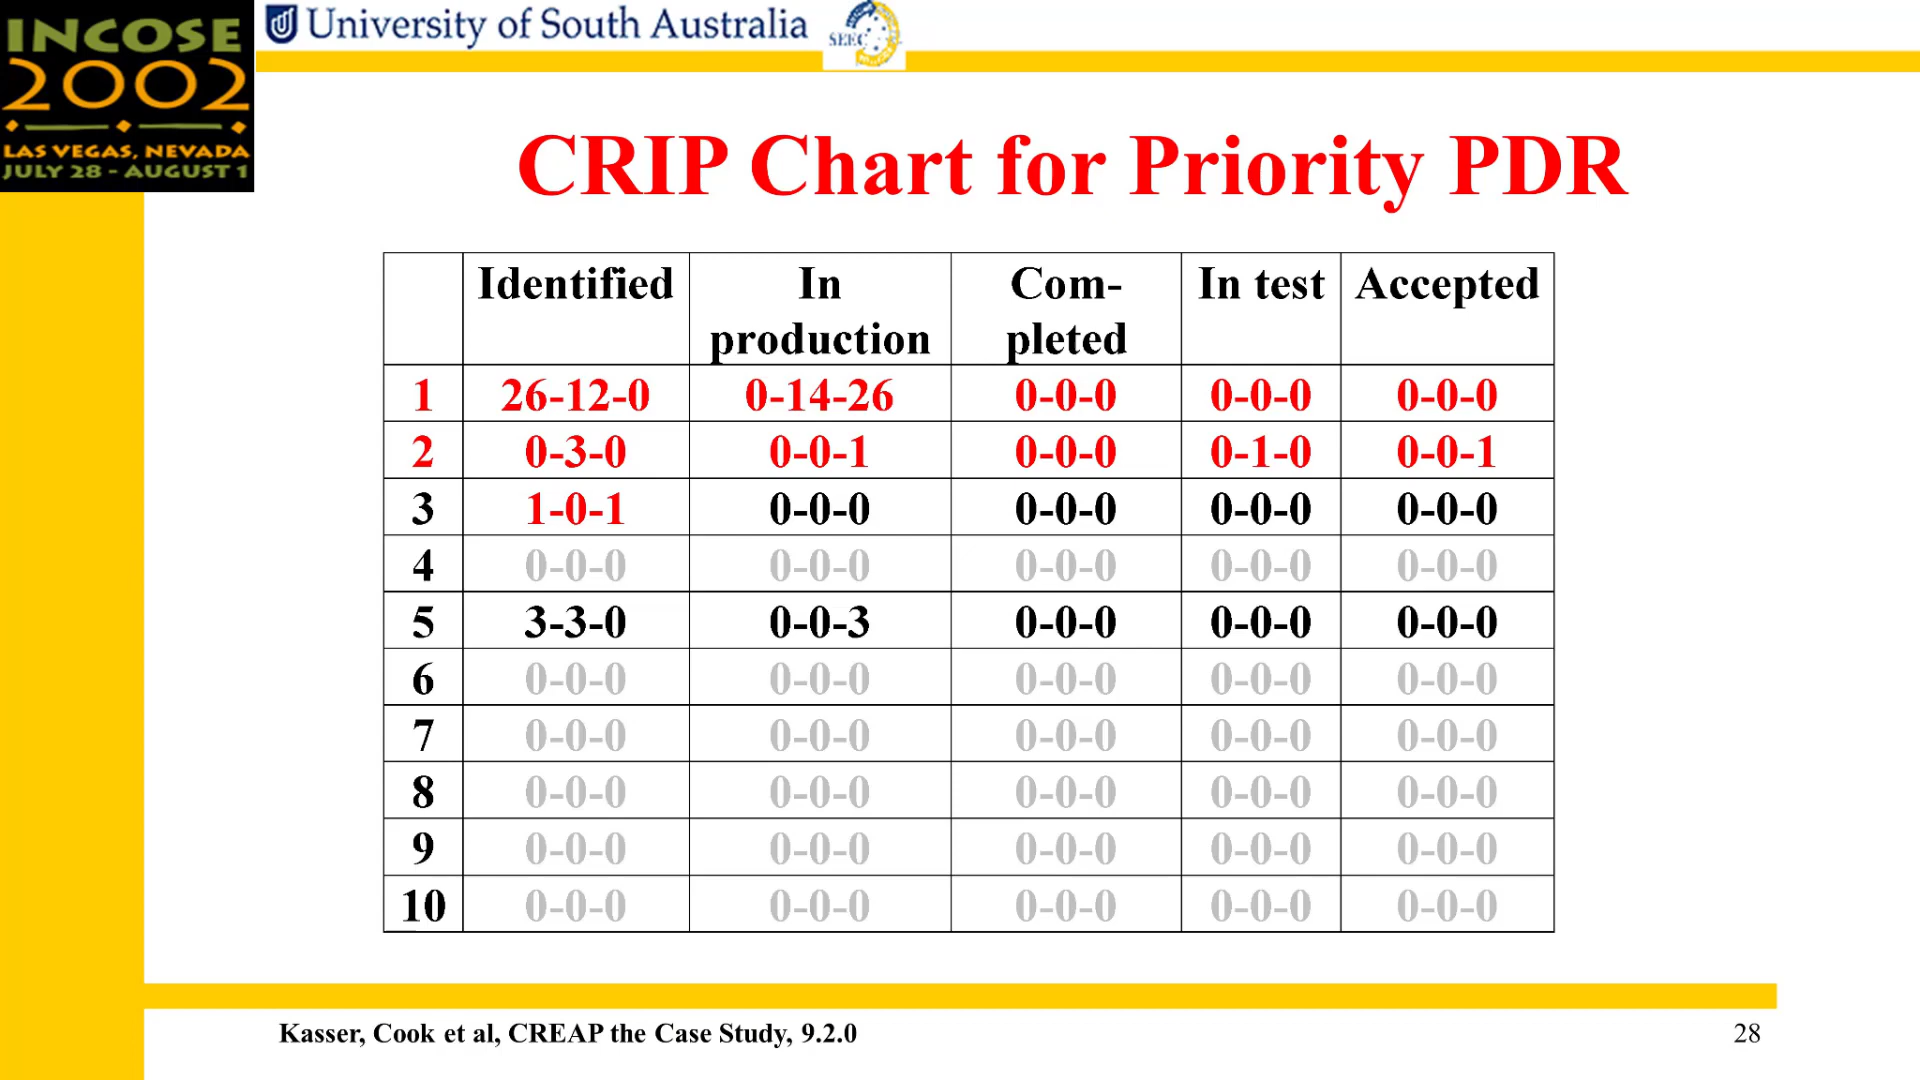 INCOSE
2002
LAS VEGAS, NEVADA
JULY 28 - AUGUST 1
University of South Australia
SEEC
CRIP Chart for Priority PDR
Identified In production Com-pleted In test Accepted
1 26-12-0 0-14-26 0-0-0 0-0-0 0-0-0
2 0-3-0 0-0-1 0-0-0 0-1-0 0-0-1
3 1-0-1 0-0-0 0-0-0 0-0-0 0-0-0
4 0-0-0 0-0-0 0-0-0 0-0-0 0-0-0
5 3-3-0 0-0-3 0-0-0 0-0-0 0-0-0
6 0-0-0 0-0-0 0-0-0 0-0-0 0-0-0
7 0-0-0 0-0-0 0-0-0 0-0-0 0-0-0
8 0-0-0 0-0-0 0-0-0 0-0-0 0-0-0
9 0-0-0 0-0-0 0-0-0 0-0-0 0-0-0
10 0-0-0 0-0-0 0-0-0 0-0-0 0-0-0
Kasser, Cook et al, CREAP the Case Study, 9.2.0
28